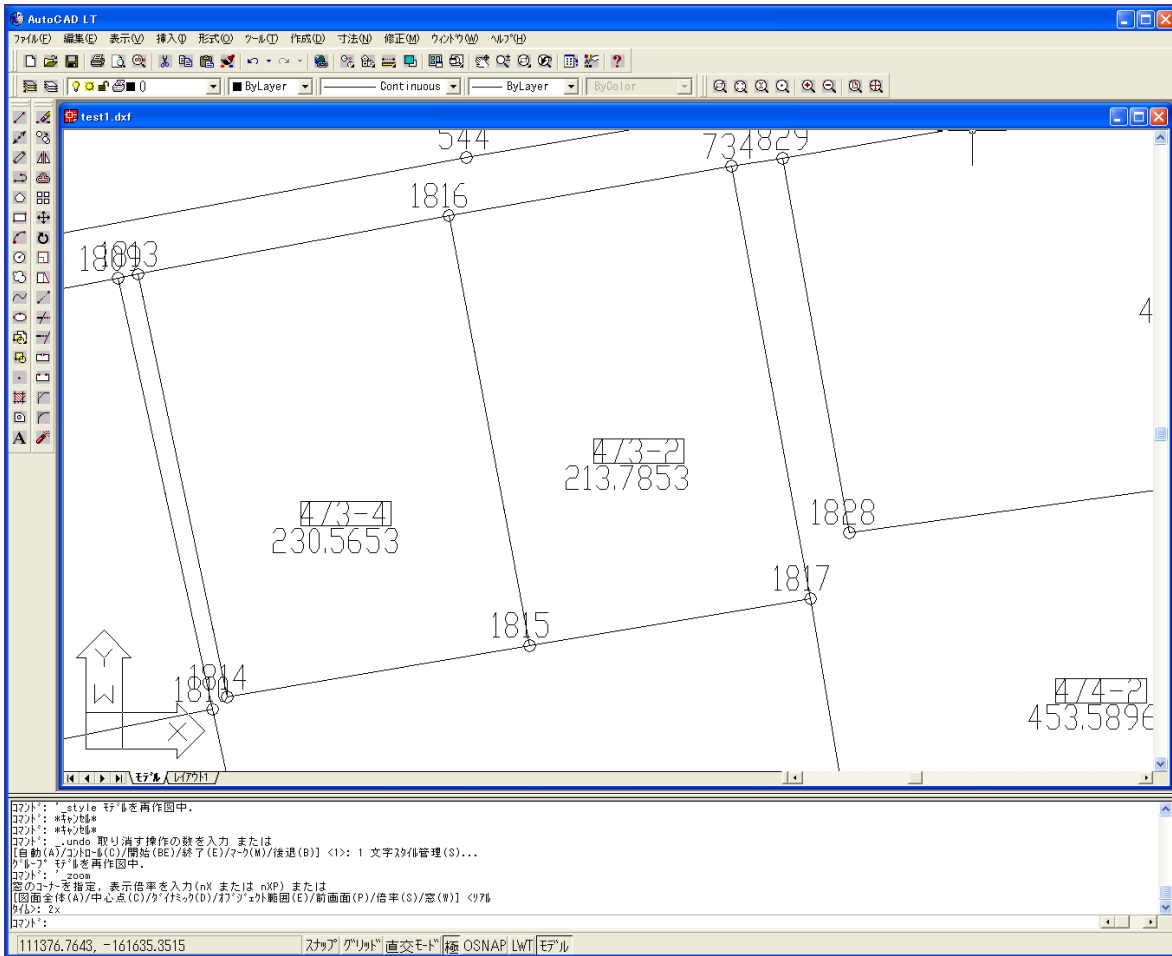 AutoCAD LT
ファイル(F) 編集(E) 表示(V) 挿入(I) 形式(O) ツール(T) 作成(D) 寸法(N) 修正(M) ウィンドウ(W) ヘルプ(H)
0 ByLayer Continuous ByLayer ByColor
test1.dxf
544
734 1829
1816
1809 1813
4
4/3-2
213.7853
4/3-4
230.5653
1828
1817
1815
1814
1810
4/4-2
453.5896
Y
W
X
モデル レイアウト1
コマンド: '_style モデルを再作図中.
コマンド: *キャンセル*
コマンド: *キャンセル*
コマンド: _.undo 取り消す操作の数を入力 または
[自動(A)/コントロール(C)/開始(BE)/終了(E)/マーク(M)/後退(B)] <1>: 1 文字スタイル管理(S)...
グループ モデルを再作図中.
コマンド: '_zoom
窓のコーナーを指定, 表示倍率を入力(nX または nXP) または
[図面全体(A)/中心点(C)/ダイナミック(D)/オブジェクト範囲(E)/前画面(P)/倍率(S)/窓(W)] <リアル
タイム>: 2x
コマンド:
111376.7643, -161635.3515 スナップ グリッド 直交モード 極 OSNAP LWT モデル